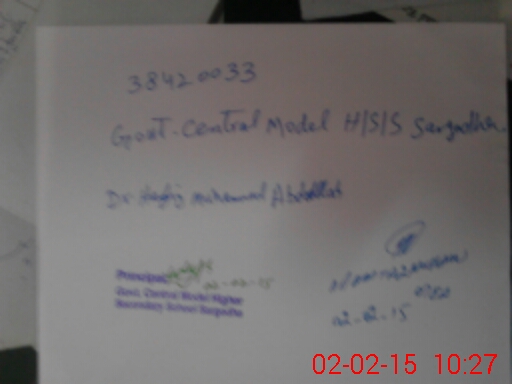 38420033
Govt. Central Model H/S/S Sargodha.
Dr. Muhammad Abdullah
Principal
02-02-15
Govt. Central Model Higher
Secondary School Sargodha
02-02-15
02-02-15 10:27